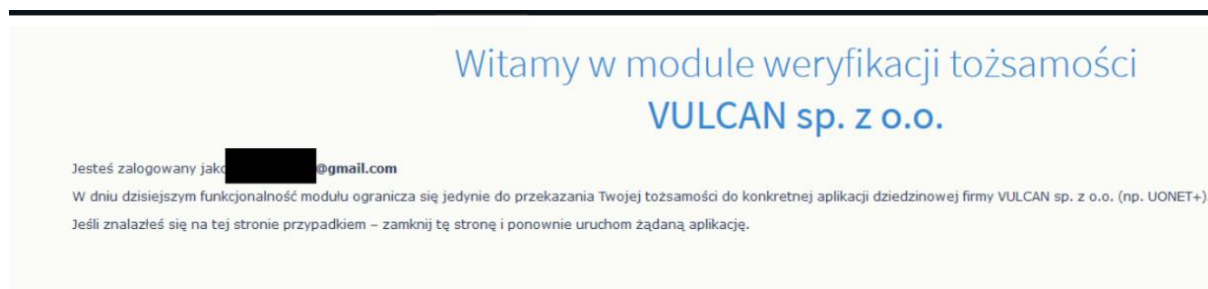 Witamy w module weryfikacji tożsamości
VULCAN sp. z o.o.
Jesteś zalogowany jako @gmail.com
W dniu dzisiejszym funkcjonalność modułu ogranicza się jedynie do przekazania Twojej tożsamości do konkretnej aplikacji dziedzinowej firmy VULCAN sp. z o.o. (np. UONET+)
Jeśli znalazłeś się na tej stronie przypadkiem – zamknij tę stronę i ponownie uruchom żądaną aplikację.